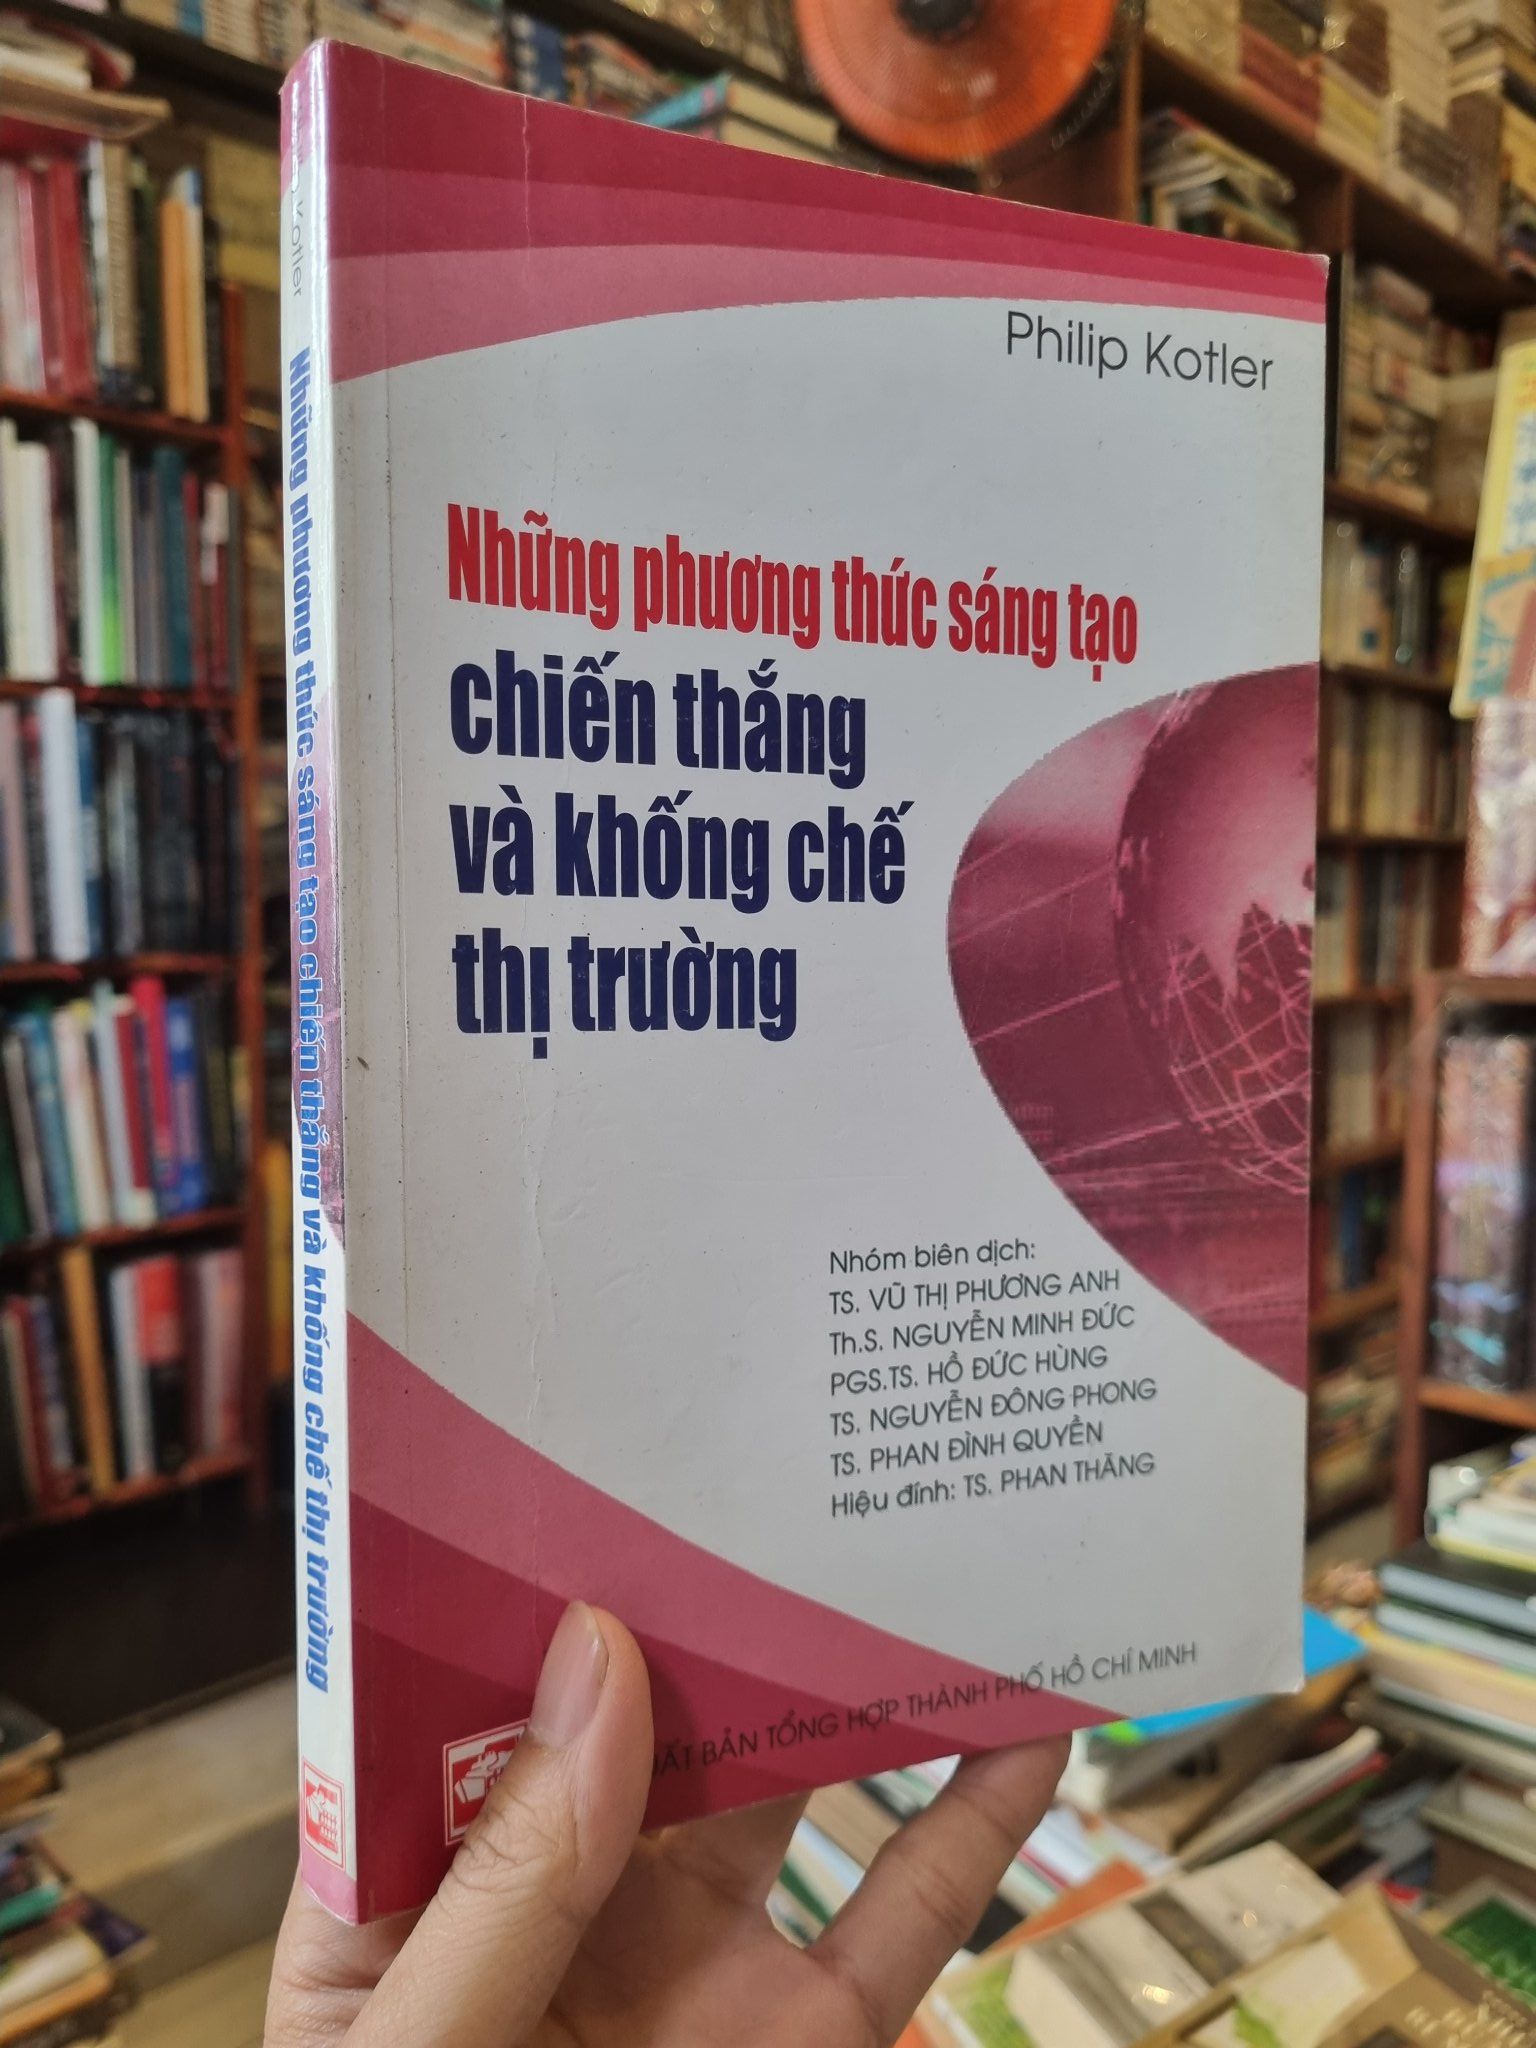 Philip Kotler
Những phương thức sáng tạo
chiến thắng
và khống chế
thị trường
Nhóm biên dịch:
TS. VŨ THỊ PHƯƠNG ANH
Th.S. NGUYỄN MINH ĐỨC
PGS.TS. HỒ ĐỨC HÙNG
TS. NGUYỄN ĐÔNG PHONG
TS. PHAN ĐÌNH QUYỀN
Hiệu đính: TS. PHAN THĂNG
BẢN TỔNG HỢP THÀNH PHỐ HỒ CHÍ MINH
Kotler Những phương thức sáng tạo chiến thắng và khống chế thị trường